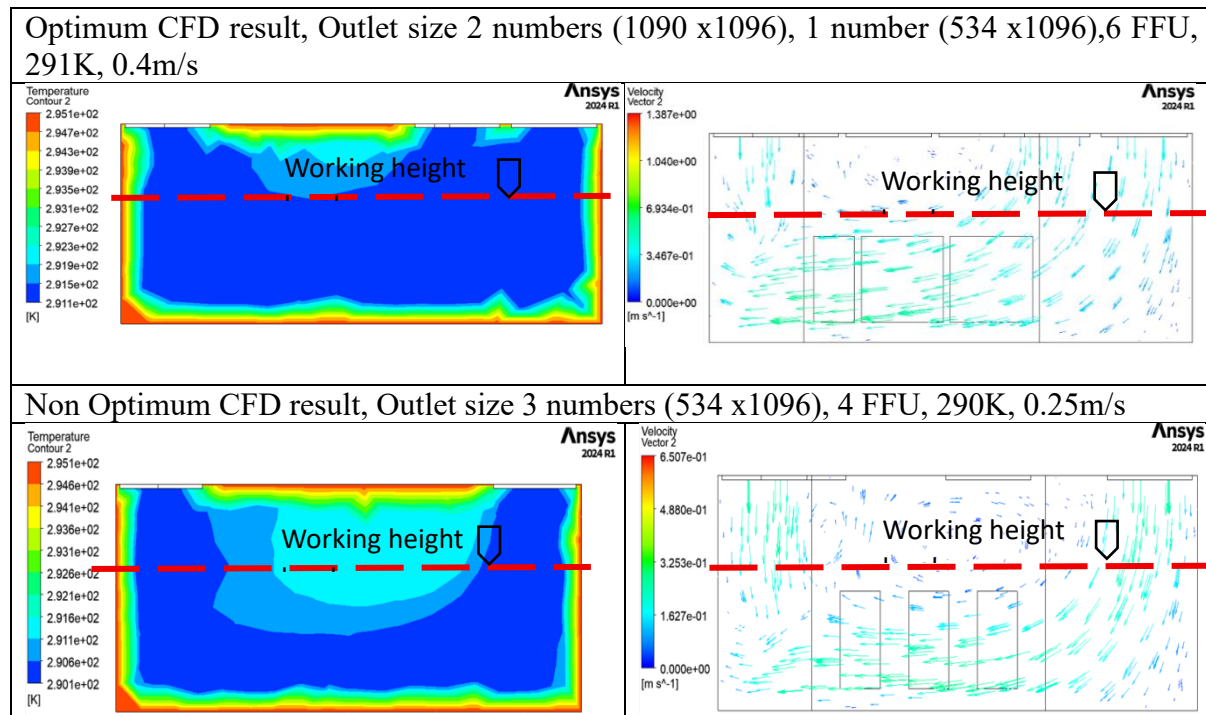 Optimum CFD result, Outlet size 2 numbers (1090 x1096), 1 number (534 x1096),6 FFU,
291K, 0.4m/s
Temperature
Contour 2
2.951e+02
2.947e+02
2.943e+02
2.939e+02
2.935e+02
2.931e+02
2.927e+02
2.923e+02
2.919e+02
2.915e+02
2.911e+02
[K]
Ansys
2024 R1
Working height
Velocity
Vector 2
1.387e+00
1.040e+00
6.934e-01
3.467e-01
0.000e+00
[m s^-1]
Ansys
2024 R1
Working height
Non Optimum CFD result, Outlet size 3 numbers (534 x1096), 4 FFU, 290K, 0.25m/s
Temperature
Contour 2
2.951e+02
2.946e+02
2.941e+02
2.936e+02
2.931e+02
2.926e+02
2.921e+02
2.916e+02
2.911e+02
2.906e+02
2.901e+02
[K]
Ansys
2024 R1
Working height
Velocity
Vector 2
6.507e-01
4.880e-01
3.253e-01
1.627e-01
0.000e+00
[m s^-1]
Ansys
2024 R1
Working height